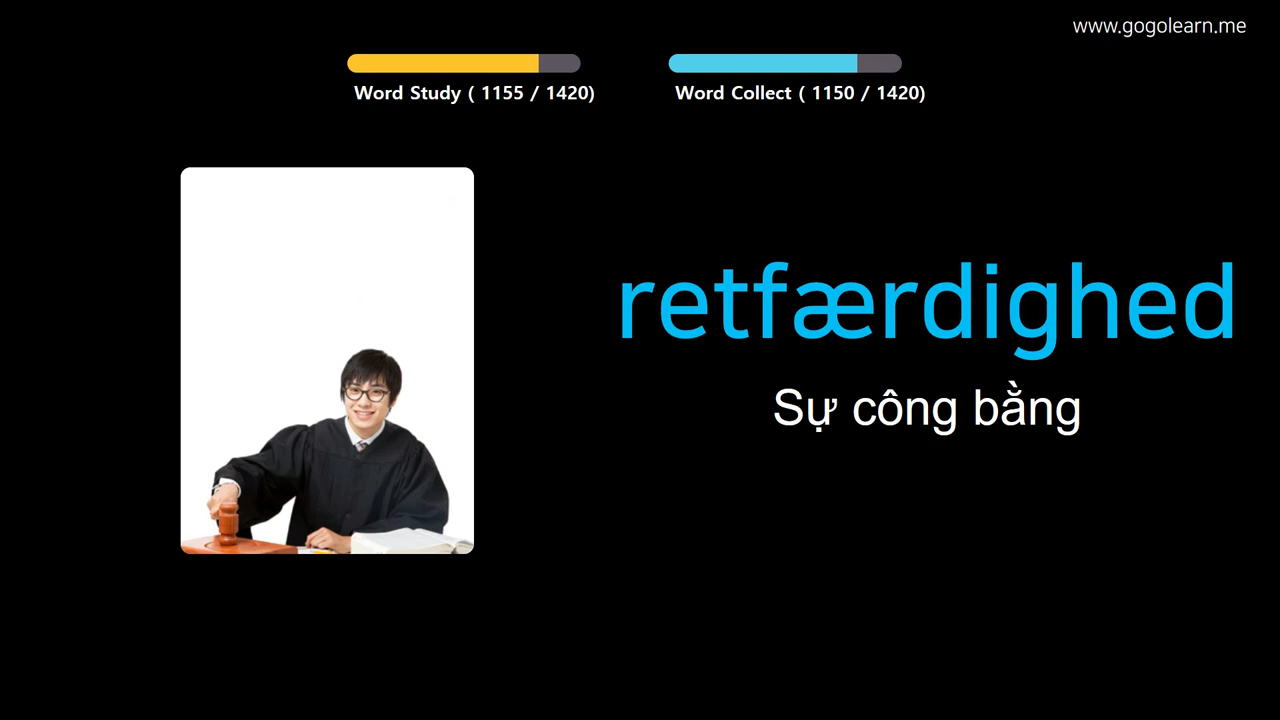 www.gogolearn.me
Word Study ( 1155 / 1420)
Word Collect ( 1150 / 1420)
retfærdighed
Sự công bằng